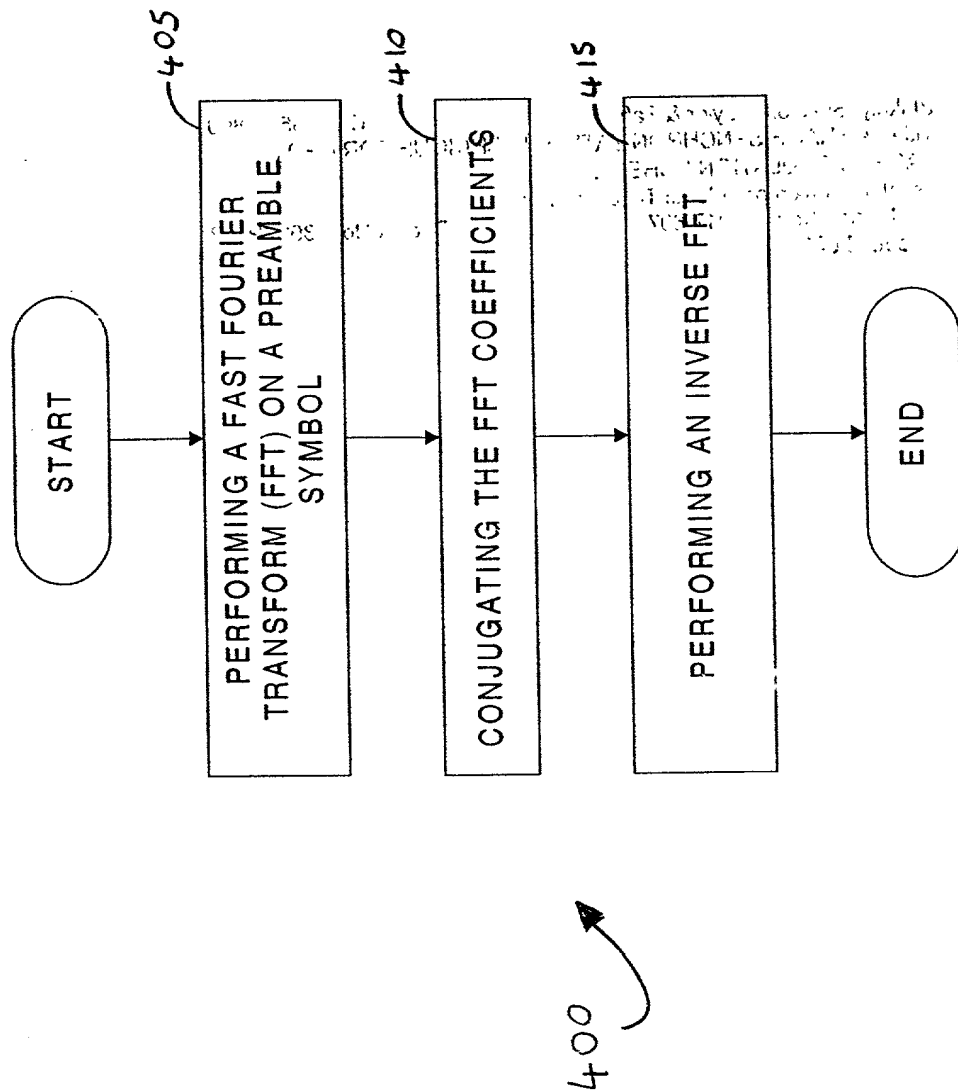 START
PERFORMING A FAST FOURIER
TRANSFORM (FFT) ON A PREAMBLE
SYMBOL
405
CONJUGATING THE FFT COEFFICIENTS
410
PERFORMING AN INVERSE FFT
415
END
400